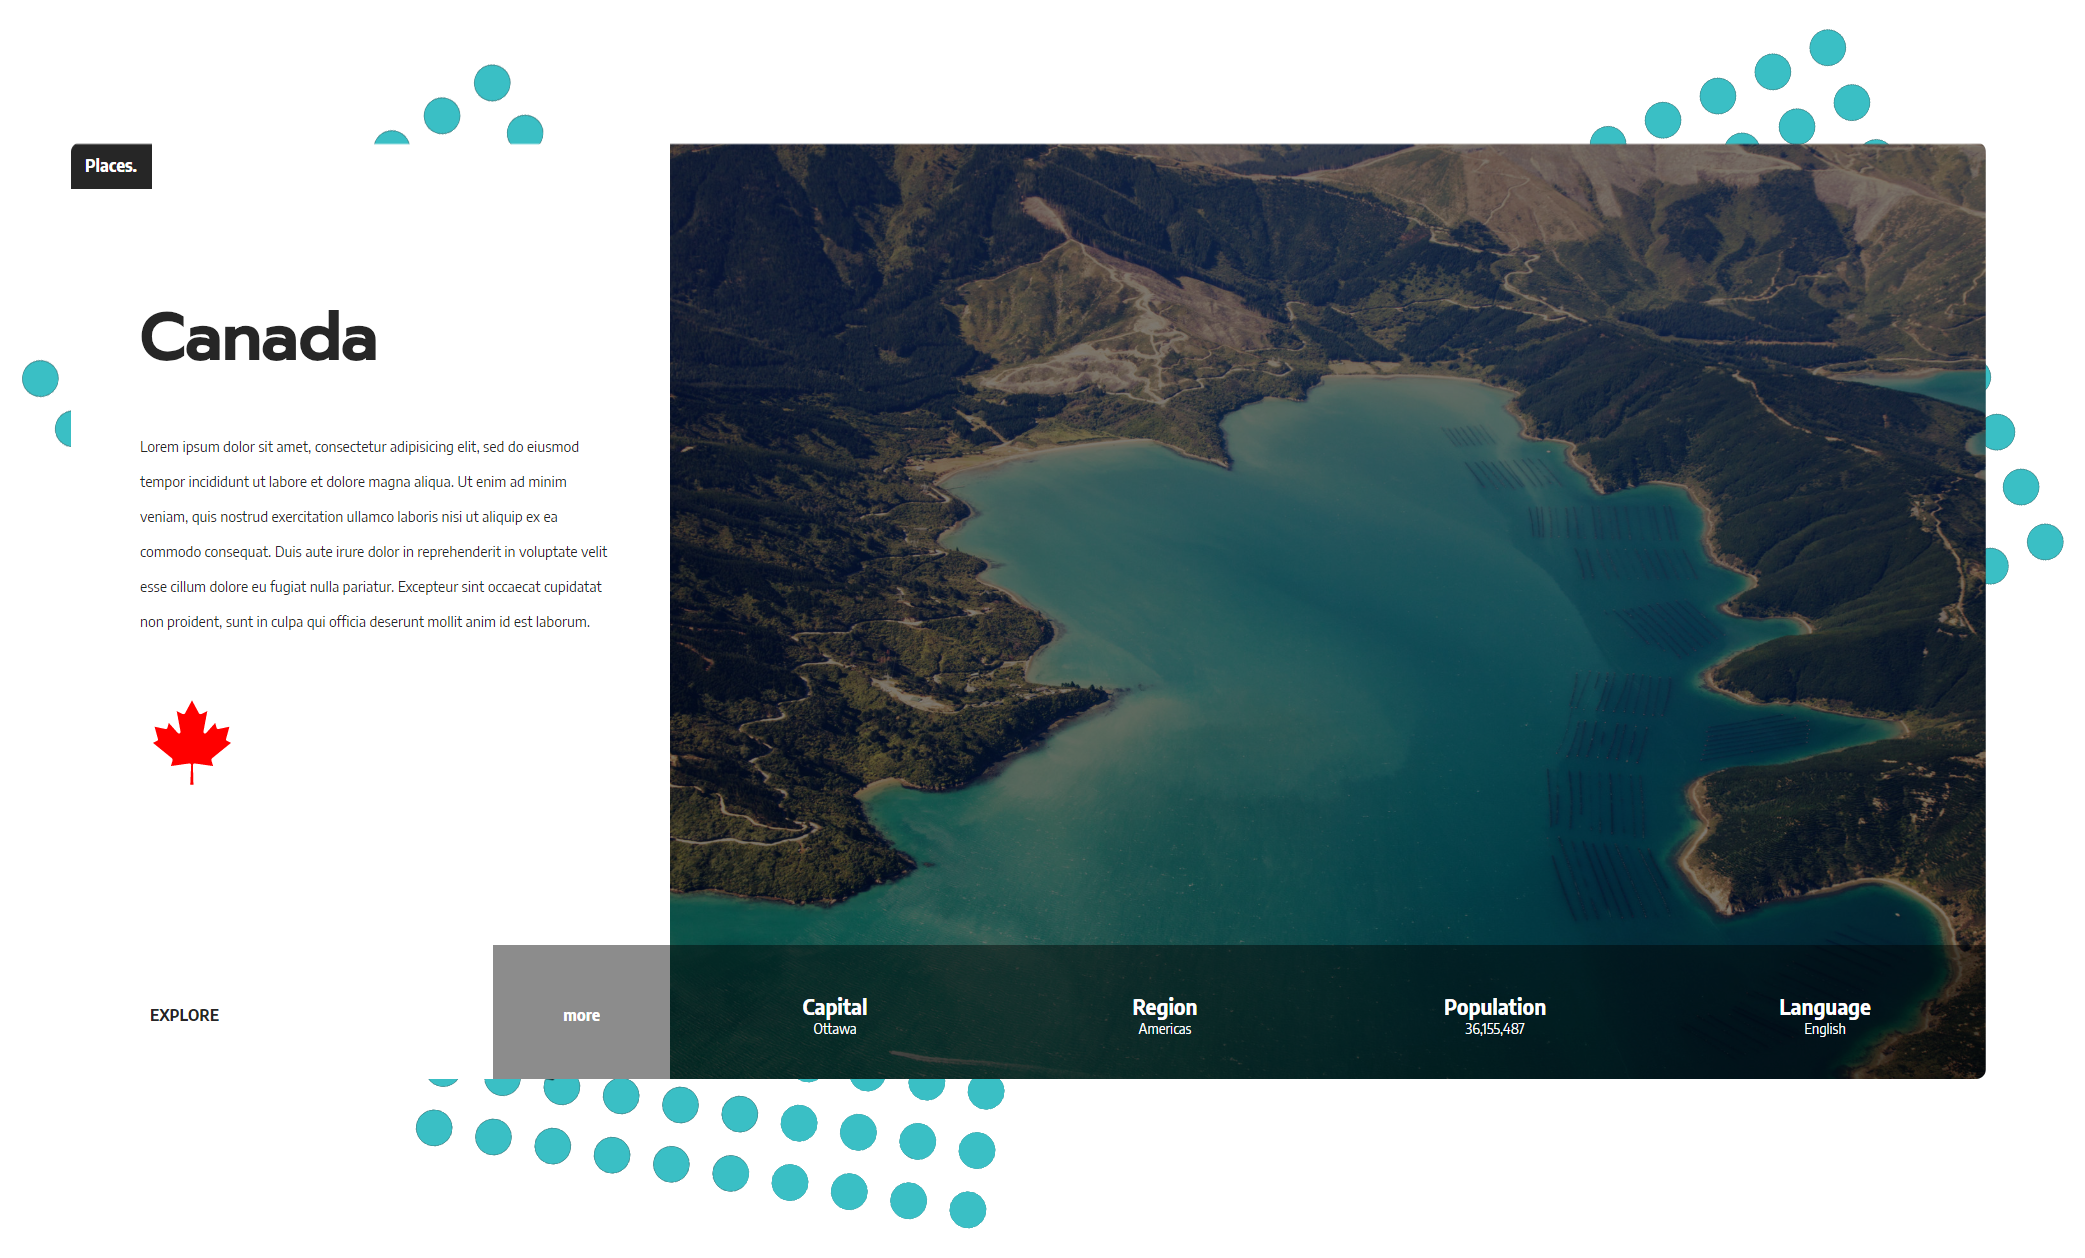 Places.
Canada
Lorem ipsum dolor sit amet, consectetur adipisicing elit, sed do eiusmod
tempor incididunt ut labore et dolore magna aliqua. Ut enim ad minim
veniam, quis nostrud exercitation ullamco laboris nisi ut aliquip ex ea
commodo consequat. Duis aute irure dolor in reprehenderit in voluptate velit
esse cillum dolore eu fugiat nulla pariatur. Excepteur sint occaecat cupidatat
non proident, sunt in culpa qui officia deserunt mollit anim id est laborum.
EXPLORE
more
Capital
Ottawa
Region
Americas
Population
36,155,487
Language
English